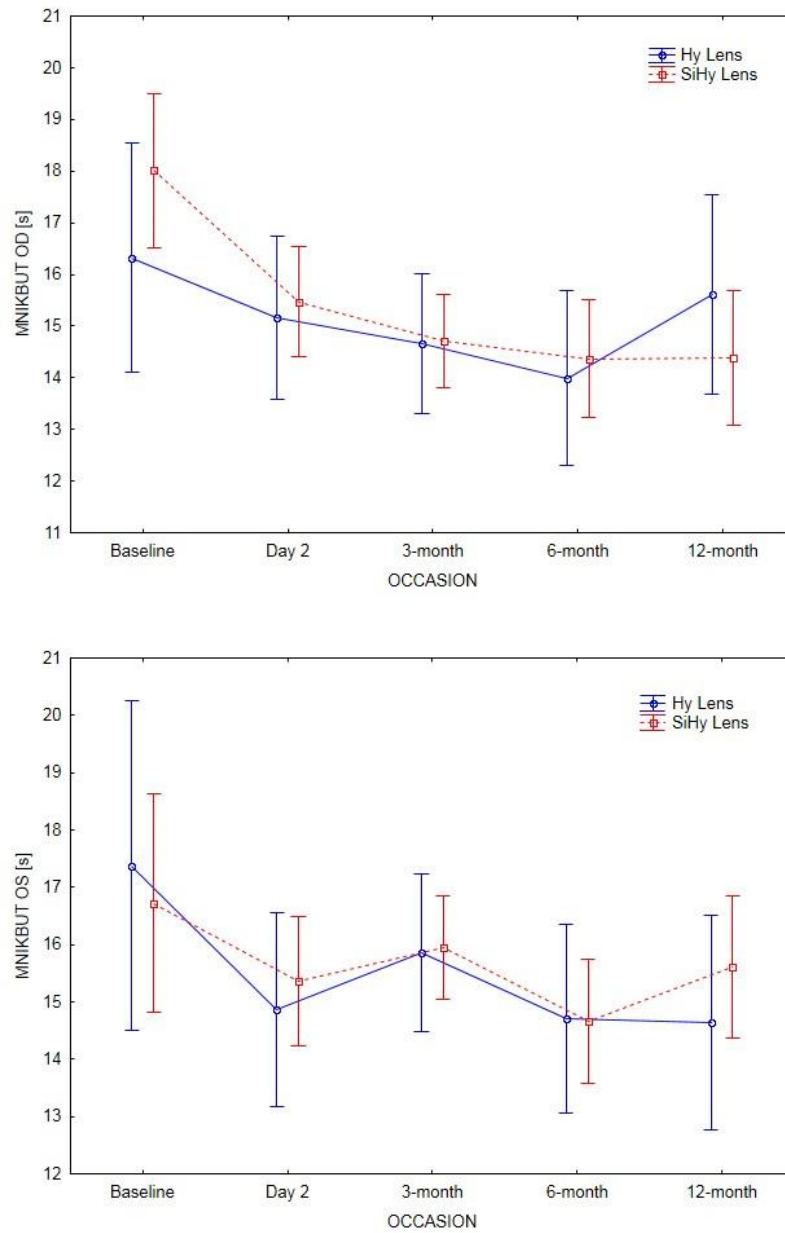 21
20
19
18
17
16
15
14
13
12
11
MNIKBUT OD [s]
Hy Lens
SiHy Lens
Baseline Day 2 3-month 6-month 12-month
OCCASION
21
20
19
18
17
16
15
14
13
12
MNIKBUT OS [s]
Hy Lens
SiHy Lens
Baseline Day 2 3-month 6-month 12-month
OCCASION